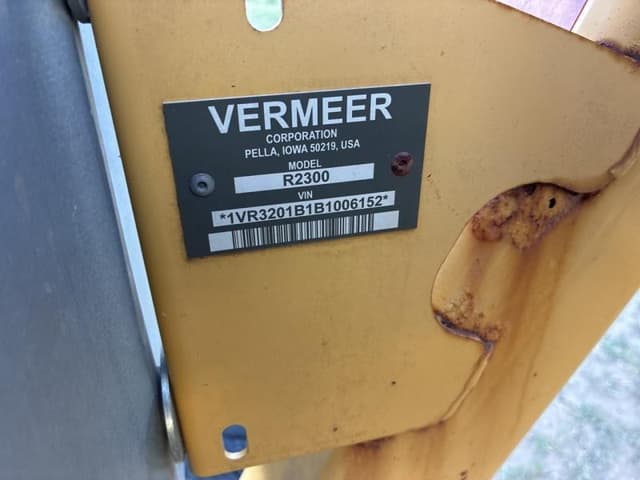 VERMEER
CORPORATION
PELLA, IOWA 50219, USA
MODEL
R2300
VIN
*1VR3201B1B1006152*